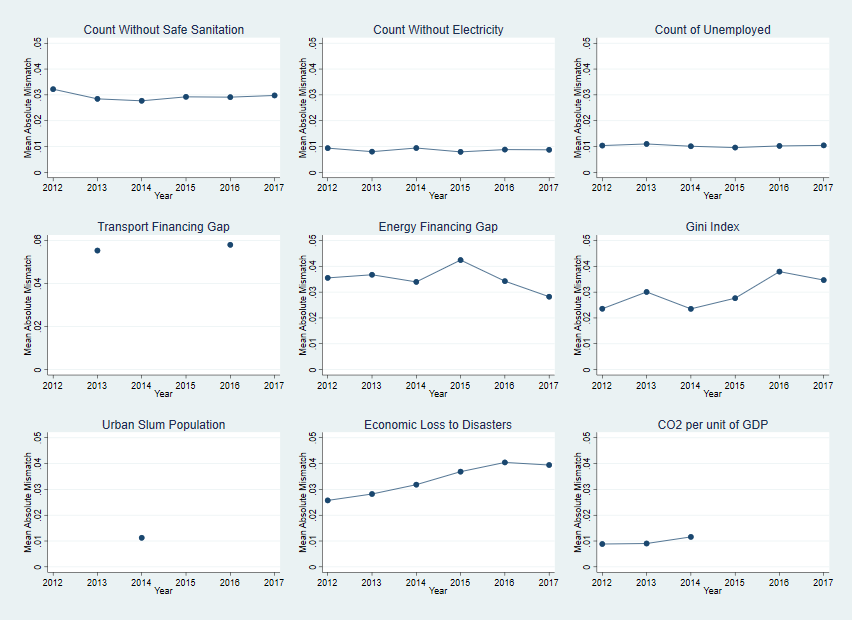 Count Without Safe Sanitation
Mean Absolute Mismatch
0 .01 .02 .03 .04 .05
2012 2013 2014 2015 2016 2017
Year
Count Without Electricity
Mean Absolute Mismatch
0 .01 .02 .03 .04 .05
2012 2013 2014 2015 2016 2017
Year
Count of Unemployed
Mean Absolute Mismatch
0 .01 .02 .03 .04 .05
2012 2013 2014 2015 2016 2017
Year
Transport Financing Gap
Mean Absolute Mismatch
0 .02 .04 .06
2012 2013 2014 2015 2016 2017
Year
Energy Financing Gap
Mean Absolute Mismatch
0 .01 .02 .03 .04 .05
2012 2013 2014 2015 2016 2017
Year
Gini Index
Mean Absolute Mismatch
0 .01 .02 .03 .04 .05
2012 2013 2014 2015 2016 2017
Year
Urban Slum Population
Mean Absolute Mismatch
0 .01 .02 .03 .04 .05
2012 2013 2014 2015 2016 2017
Year
Economic Loss to Disasters
Mean Absolute Mismatch
0 .01 .02 .03 .04 .05
2012 2013 2014 2015 2016 2017
Year
CO2 per unit of GDP
Mean Absolute Mismatch
0 .01 .02 .03 .04 .05
2012 2013 2014 2015 2016 2017
Year